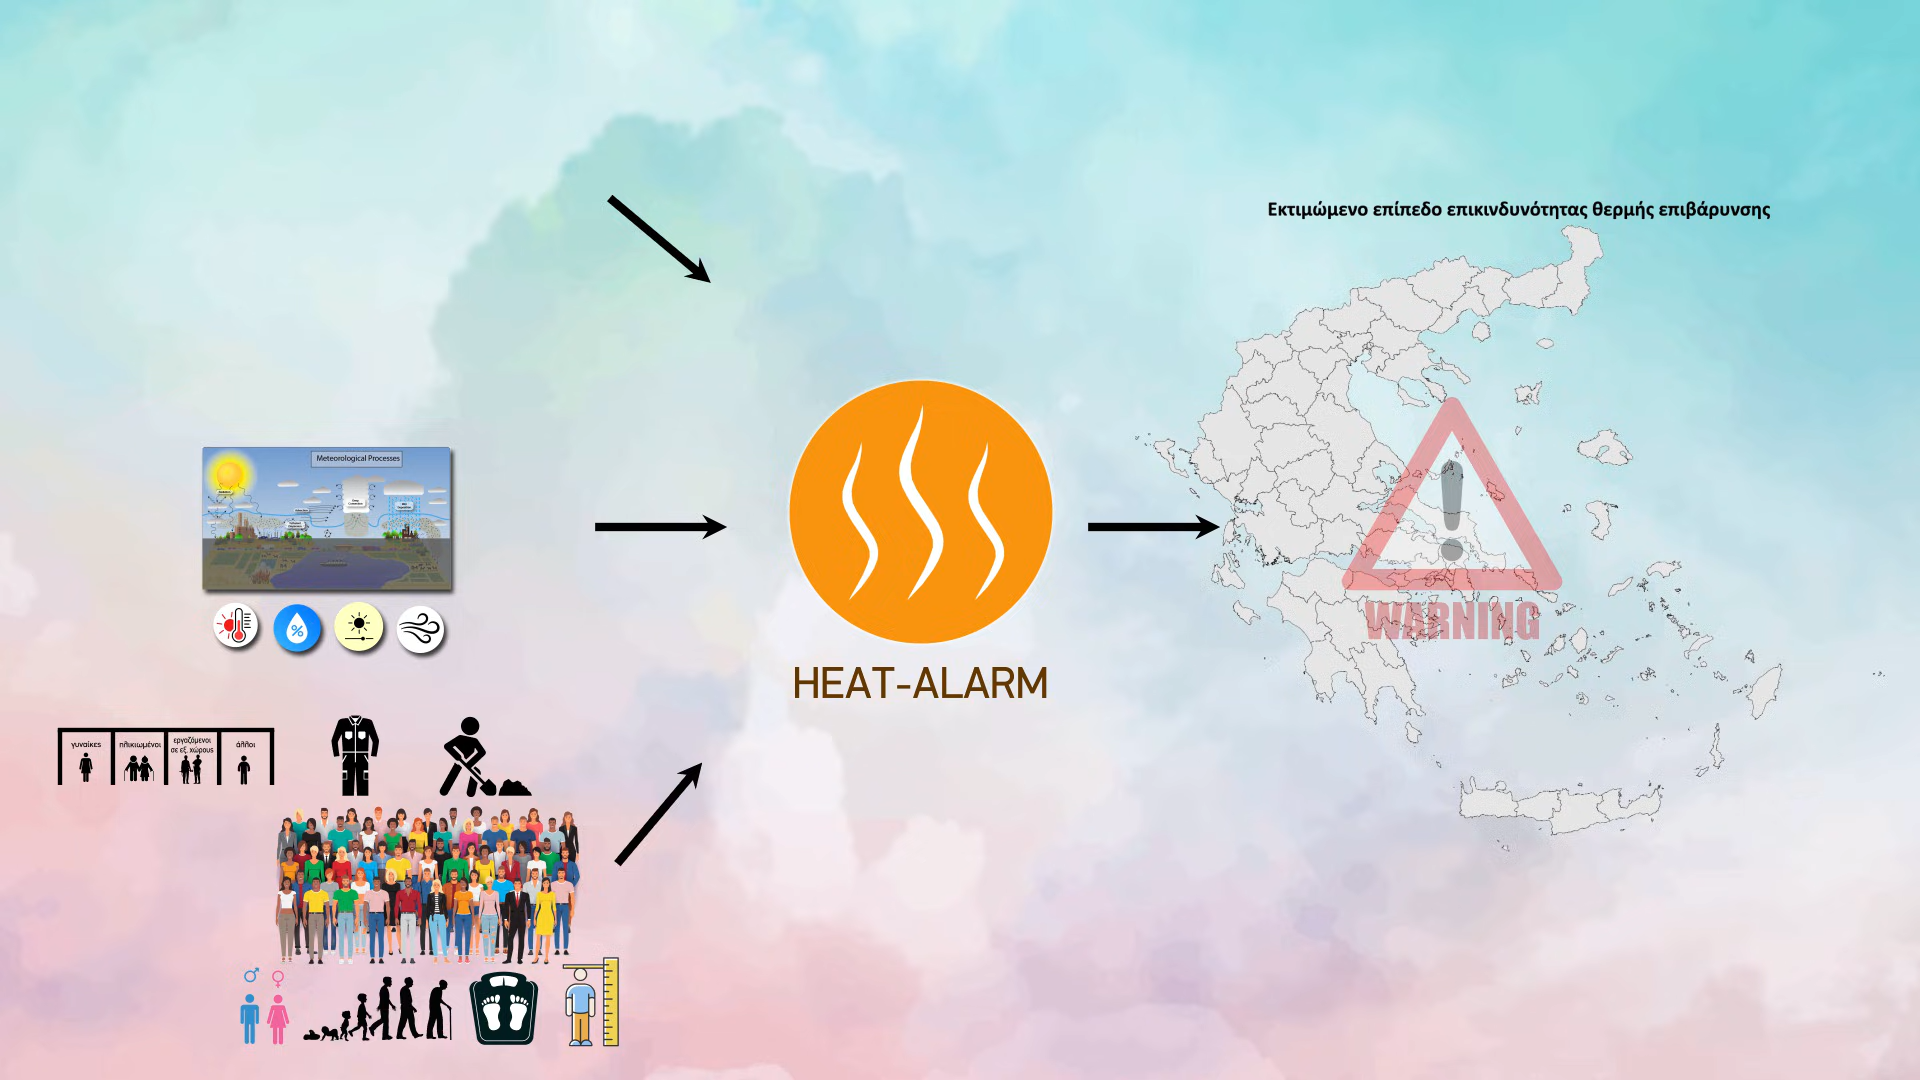 Εκτιμώμενο επίπεδο επικινδυνότητας θερμής επιβάρυνσης
Meteorological Processes
%
WARNING
HEAT-ALARM
γυναίκες
ηλικιωμένοι
εργαζόμενοι
σε εξ. χώρους
άλλοι